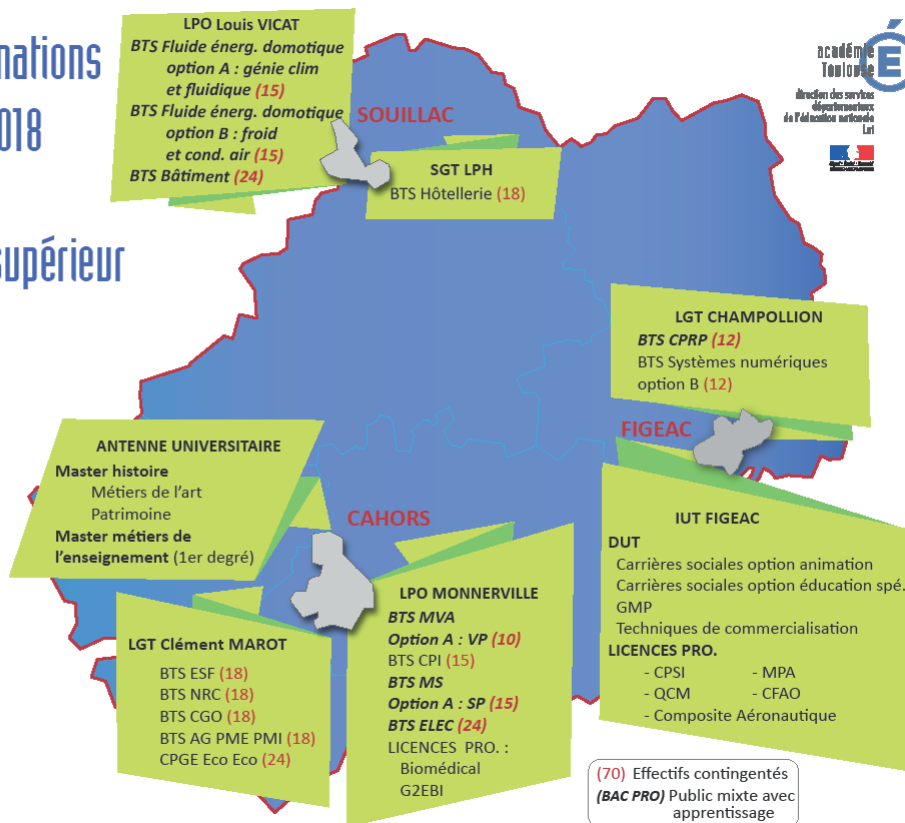 nations
018
supérieur
académie
Toulouse
direction des services
départementaux
de l'éducation nationale
Lot
LPO Louis VICAT
BTS Fluide énerg. domotique
option A : génie clim
et fluidique (15)
BTS Fluide énerg. domotique
option B : froid
et cond. air (15)
BTS Bâtiment (24)
SOUILLAC
SGT LPH
BTS Hôtellerie (18)
LGT CHAMPOLLION
BTS CPRP (12)
BTS Systèmes numériques
option B (12)
FIGEAC
ANTENNE UNIVERSITAIRE
Master histoire
Métiers de l'art
Patrimoine
Master métiers de
l'enseignement (1er degré)
CAHORS
IUT FIGEAC
DUT
Carrières sociales option animation
Carrières sociales option éducation spé.
GMP
Techniques de commercialisation
LICENCES PRO.
- CPSI - MPA
- QCM - CFAO
- Composite Aéronautique
LGT Clément MAROT
BTS ESF (18)
BTS NRC (18)
BTS CGO (18)
BTS AG PME PMI (18)
CPGE Eco Eco (24)
LPO MONNERVILLE
BTS MVA
Option A : VP (10)
BTS CPI (15)
BTS MS
Option A : SP (15)
BTS ELEC (24)
LICENCES PRO. :
Biomédical
G2EBI
(70) Effectifs contingentés
(BAC PRO) Public mixte avec
apprentissage